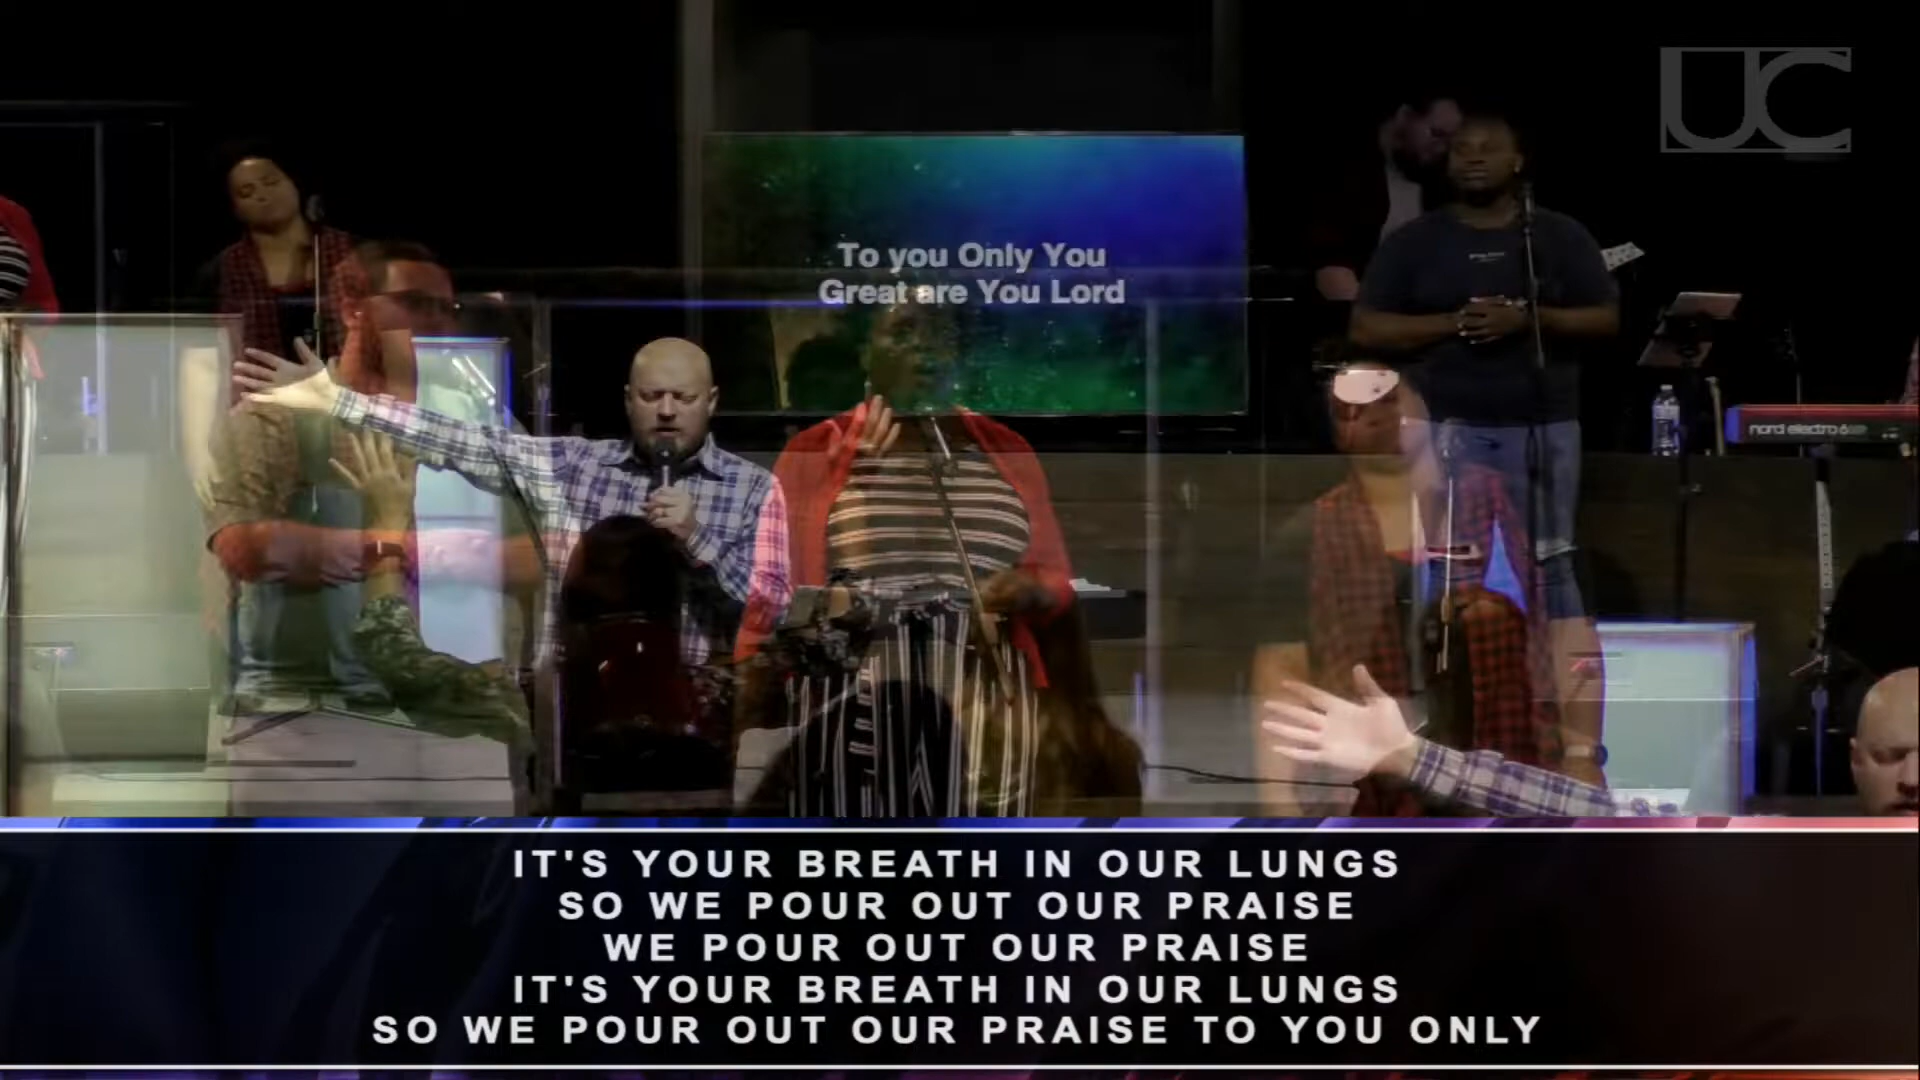 UC
To you Only You
Great are You Lord
nord electro 6
IT'S YOUR BREATH IN OUR LUNGS
SO WE POUR OUT OUR PRAISE
WE POUR OUT OUR PRAISE
IT'S YOUR BREATH IN OUR LUNGS
SO WE POUR OUT OUR PRAISE TO YOU ONLY